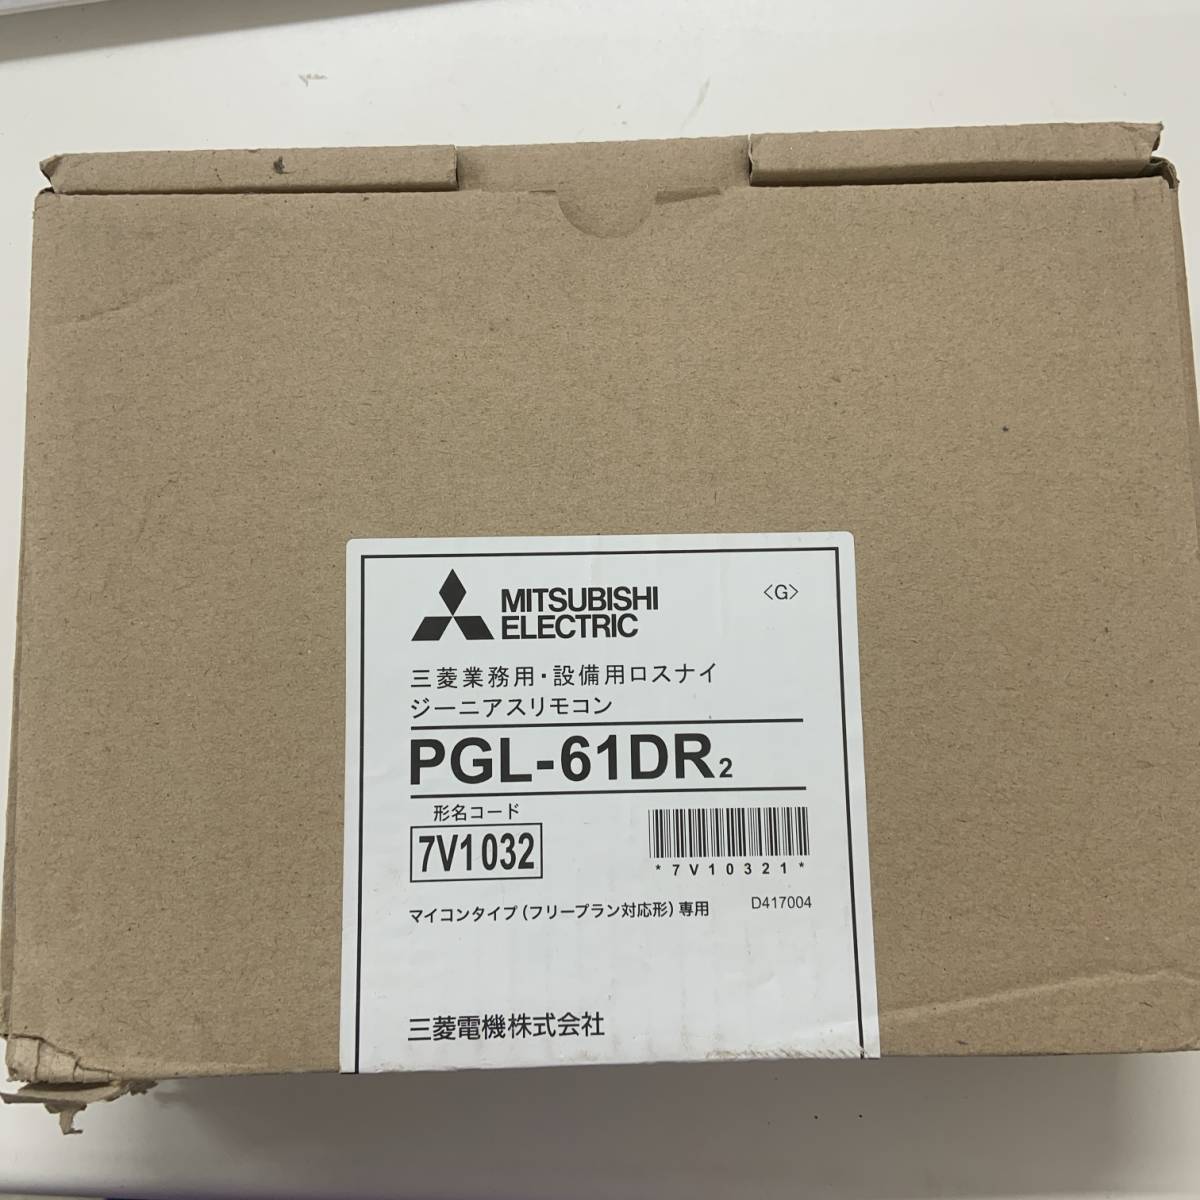 MITSUBISHI
ELECTRIC
〈G〉
三菱業務用・設備用ロスナイ
ジーニアスリモコン
PGL-61DR2
形名コード
7V1032
*7V10321*
マイコンタイプ(フリープラン対応形)専用
D417004
三菱電機株式会社